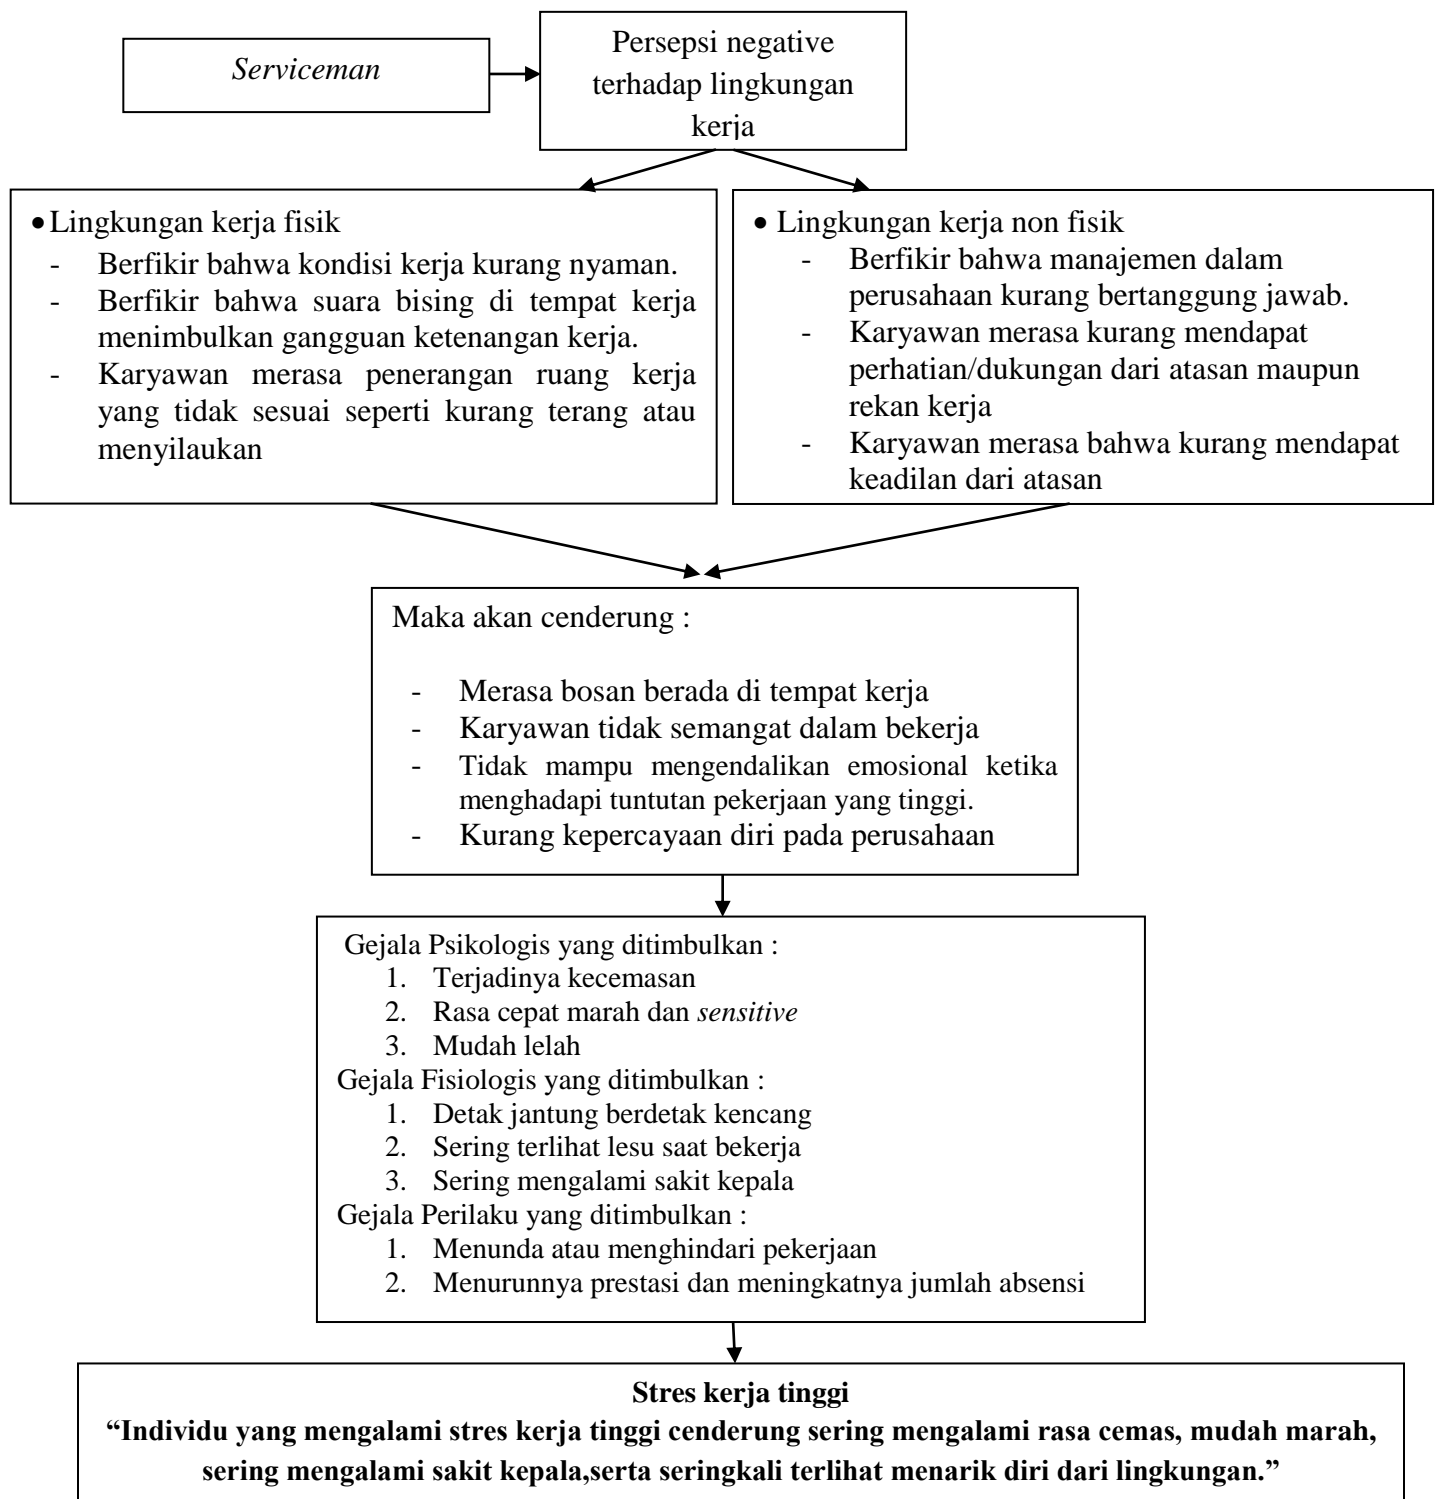 Serviceman
Persepsi negative
terhadap lingkungan
kerja
• Lingkungan kerja fisik
- Berfikir bahwa kondisi kerja kurang nyaman.
- Berfikir bahwa suara bising di tempat kerja
menimbulkan gangguan ketenangan kerja.
- Karyawan merasa penerangan ruang kerja
yang tidak sesuai seperti kurang terang atau
menyilaukan
• Lingkungan kerja non fisik
- Berfikir bahwa manajemen dalam
perusahaan kurang bertanggung jawab.
- Karyawan merasa kurang mendapat
perhatian/dukungan dari atasan maupun
rekan kerja
- Karyawan merasa bahwa kurang mendapat
keadilan dari atasan
Maka akan cenderung :
- Merasa bosan berada di tempat kerja
- Karyawan tidak semangat dalam bekerja
- Tidak mampu mengendalikan emosional ketika
menghadapi tuntutan pekerjaan yang tinggi.
- Kurang kepercayaan diri pada perusahaan
Gejala Psikologis yang ditimbulkan :
1. Terjadinya kecemasan
2. Rasa cepat marah dan sensitive
3. Mudah lelah
Gejala Fisiologis yang ditimbulkan :
1. Detak jantung berdetak kencang
2. Sering terlihat lesu saat bekerja
3. Sering mengalami sakit kepala
Gejala Perilaku yang ditimbulkan :
1. Menunda atau menghindari pekerjaan
2. Menurunnya prestasi dan meningkatnya jumlah absensi
Stres kerja tinggi
“Individu yang mengalami stres kerja tinggi cenderung sering mengalami rasa cemas, mudah marah,
sering mengalami sakit kepala,serta seringkali terlihat menarik diri dari lingkungan.”